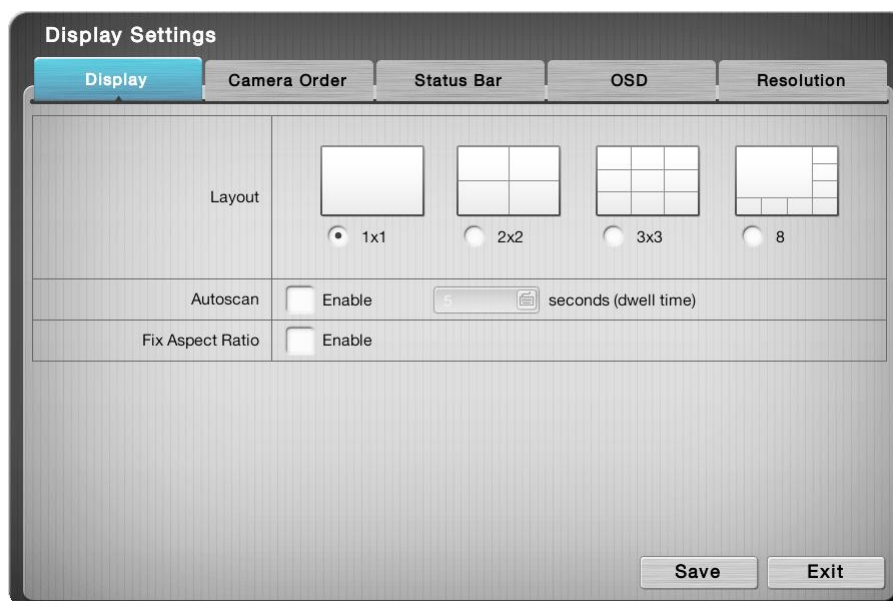 Display Settings
Display Camera Order Status Bar OSD Resolution
Layout
1x1 2x2 3x3 8
Autoscan Enable 5 seconds (dwell time)
Fix Aspect Ratio Enable
Save Exit